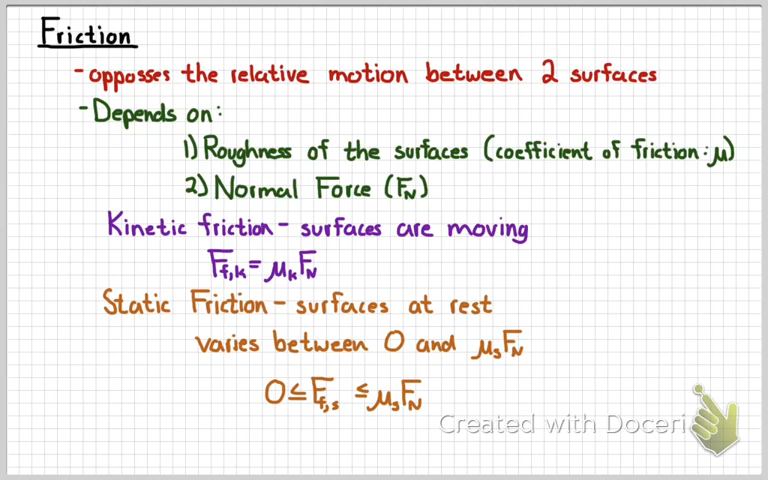 Friction
- opposses the relative motion between 2 surfaces
- Depends on:
1) Roughness of the surfaces (coefficient of friction: μ)
2) Normal Force (F_N)
Kinetic friction - surfaces are moving
F_f,k = μ_k F_N
Static Friction - surfaces at rest
varies between 0 and μ_s F_N
0 ≤ F_f,s ≤ μ_s F_N
Created with Doceri